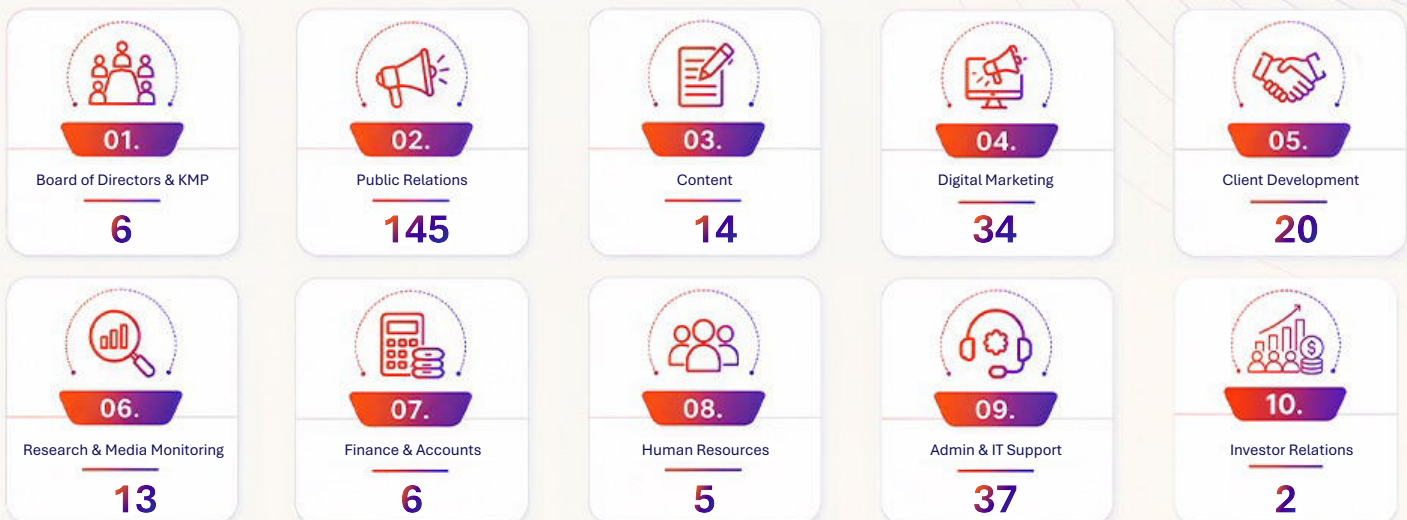 01.
Board of Directors & KMP
6
02.
Public Relations
145
03.
Content
14
04.
Digital Marketing
34
05.
Client Development
20
06.
Research & Media Monitoring
13
07.
Finance & Accounts
6
08.
Human Resources
5
09.
Admin & IT Support
37
$
10.
Investor Relations
2